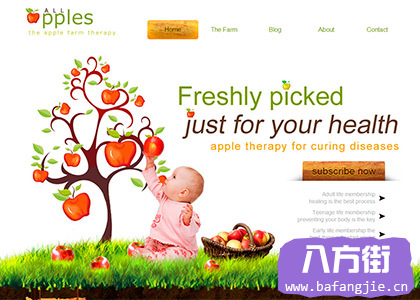 ALL
apples
the apple farm therapy
Home
The Farm
Blog
About
Contact
Freshly picked
just for your health
apple therapy for curing diseases
subscribe now
Adult life membership
healing is the best process
Teenage life membership
preventing your body is the key
Early life membership the
八方街
www.bafangjie.cn